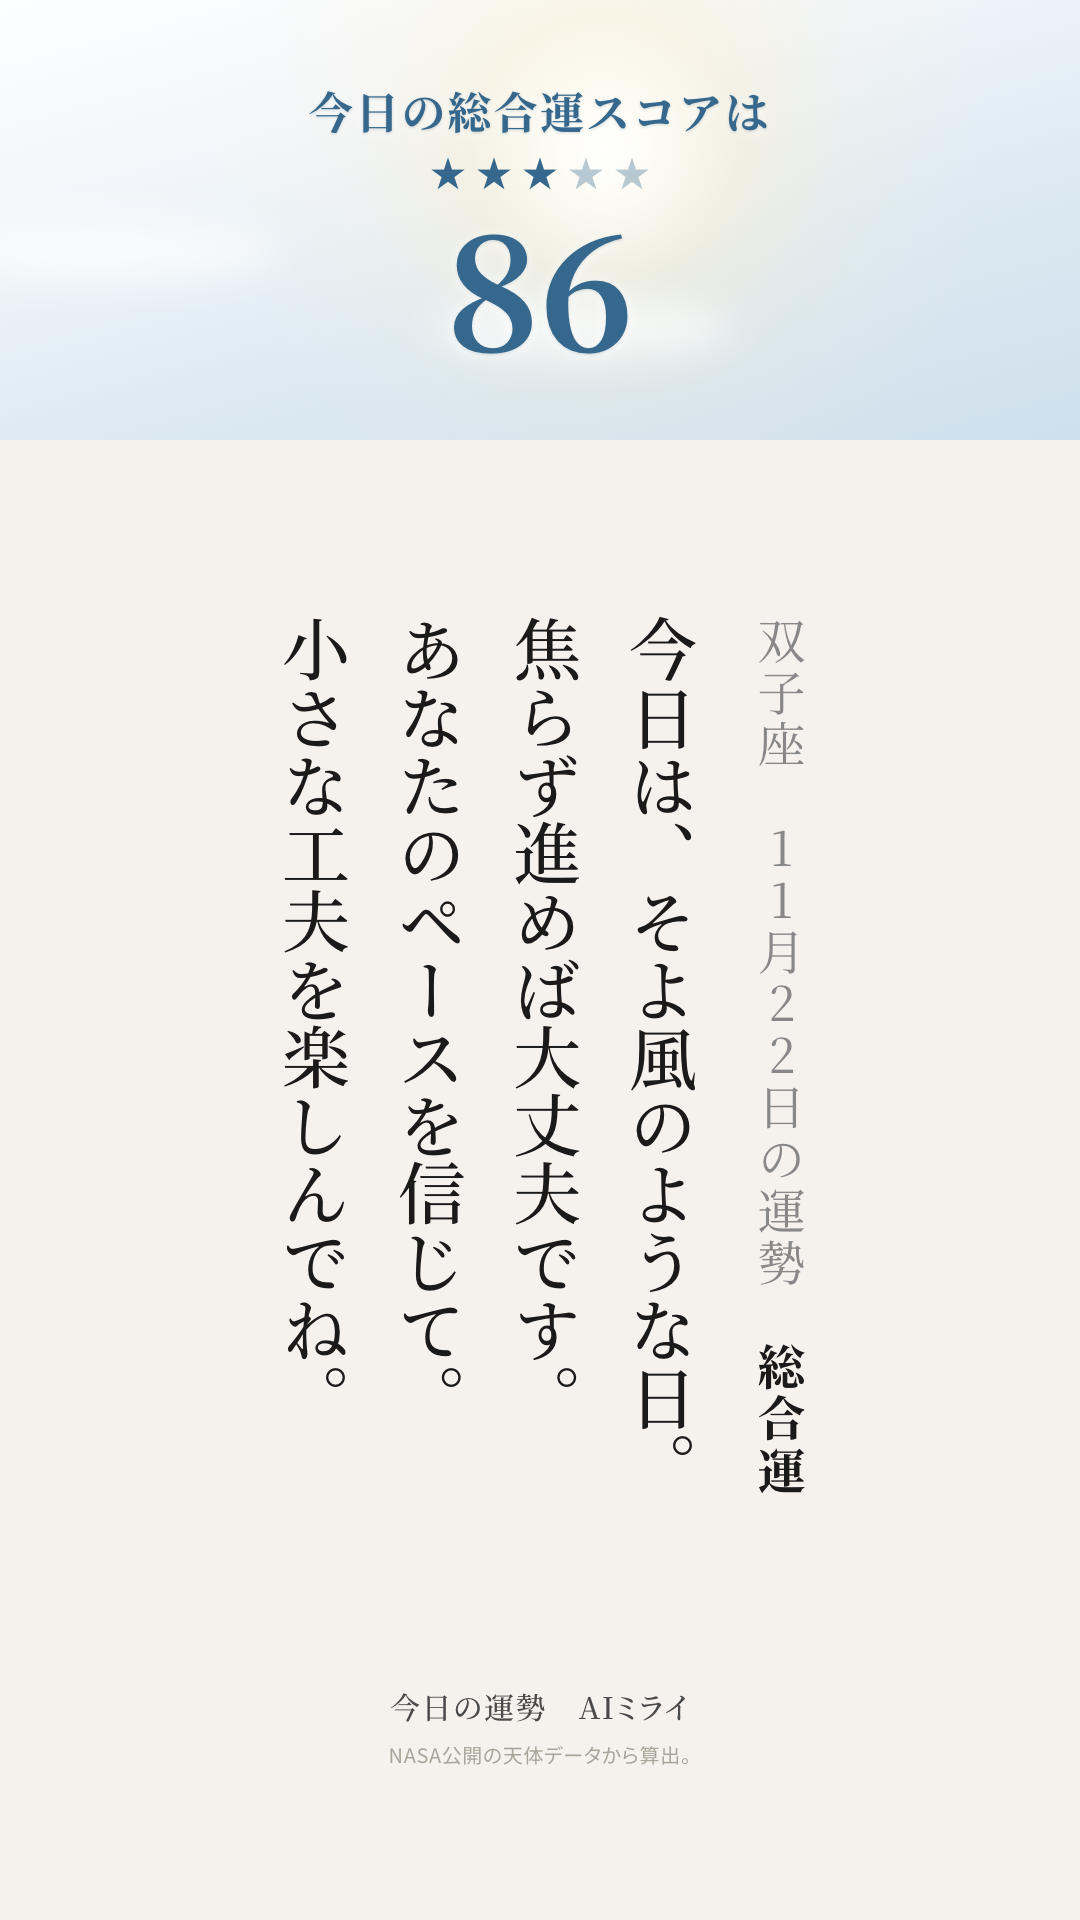 今日の総合運スコアは
★★★★★
86
双子座　11月22日の運勢　総合運
今日は、そよ風のような日。
焦らず進めば大丈夫です。
あなたのペースを信じて。
小さな工夫を楽しんでね。
今日の運勢　AIミライ
NASA公開の天体データから算出。